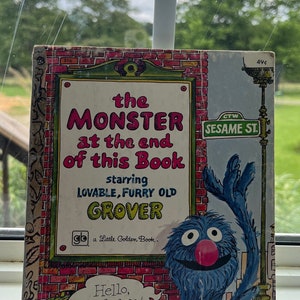 49¢
the
MONSTER
at the end
of this Book
starring
LOVABLE, FURRY OLD
GROVER
CTW
SESAME ST.
a Little Golden Book
Hello,